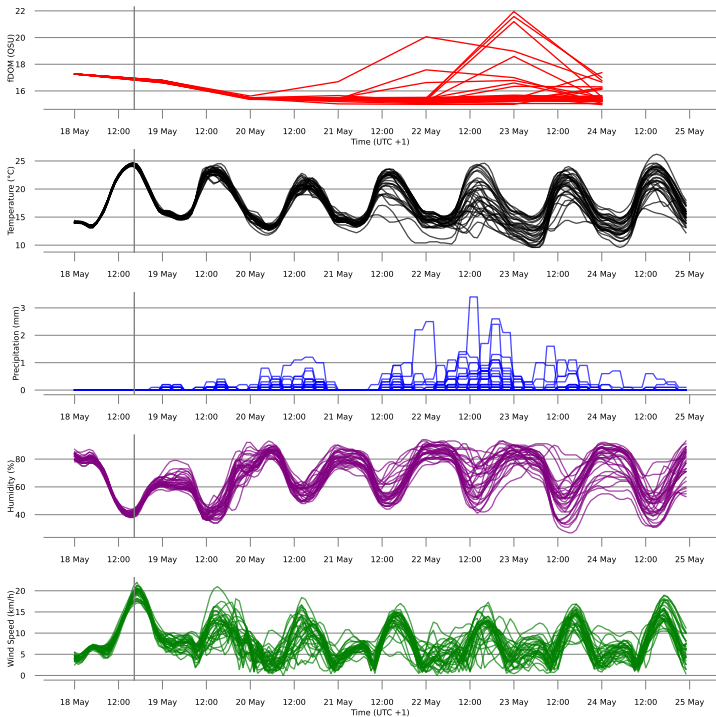 fDOM (QSU)
22
20
18
16
18 May 12:00 19 May 12:00 20 May 12:00 21 May 12:00 22 May 12:00 23 May 12:00 24 May 12:00 25 May
Time (UTC +1)
Temperature (°C)
25
20
15
10
18 May 12:00 19 May 12:00 20 May 12:00 21 May 12:00 22 May 12:00 23 May 12:00 24 May 12:00 25 May
Precipitation (mm)
3
2
1
0
18 May 12:00 19 May 12:00 20 May 12:00 21 May 12:00 22 May 12:00 23 May 12:00 24 May 12:00 25 May
Humidity (%)
80
60
40
18 May 12:00 19 May 12:00 20 May 12:00 21 May 12:00 22 May 12:00 23 May 12:00 24 May 12:00 25 May
Wind Speed (km/h)
20
15
10
5
0
18 May 12:00 19 May 12:00 20 May 12:00 21 May 12:00 22 May 12:00 23 May 12:00 24 May 12:00 25 May
Time (UTC +1)